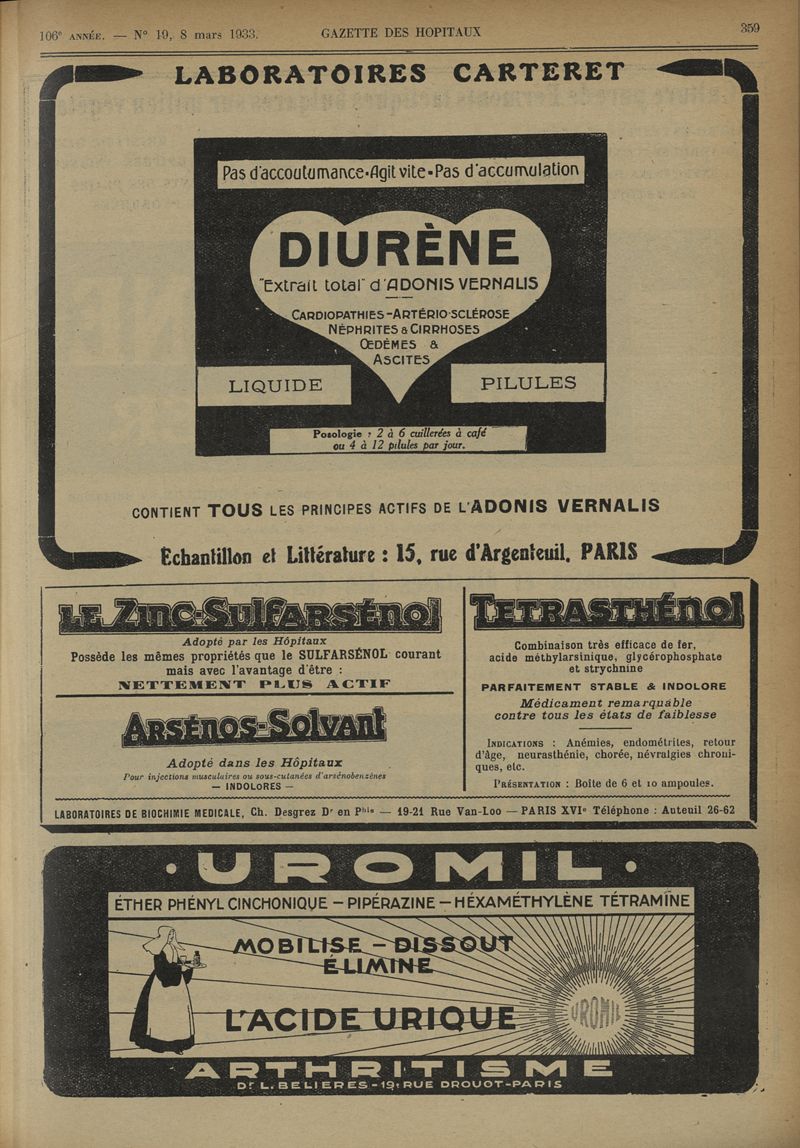 106e ANNÉE. — N° 19, 8 mars 1933.
GAZETTE DES HOPITAUX
359
LABORATOIRES CARTERET
Pas d'accoutumance • Agit vite • Pas d'accumulation
DIURÈNE
"Extrait total" d'ADONIS VERNALIS
CARDIOPATHIES - ARTÉRIO-SCLÉROSE
NÉPHRITES & CIRRHOSES
ŒDÈMES &
ASCITES
LIQUIDE
PILULES
Posologie : 2 à 6 cuillerées à café
ou 4 à 12 pilules par jour.
CONTIENT TOUS LES PRINCIPES ACTIFS DE L'ADONIS VERNALIS
Echantillon et Littérature : 15, rue d'Argenteuil. PARIS
LE ZINC-SULFARSÉNOL
Adopté par les Hôpitaux
Possède les mêmes propriétés que le SULFARSÉNOL courant
mais avec l'avantage d'être :
NETTEMENT PLUS ACTIF
ARSÉNOS-SOLVANT
Adopté dans les Hôpitaux
Pour injections musculaires ou sous-cutanées d'arsénobenzènes
— INDOLORES —
TETRASTHÉNOL
Combinaison très efficace de fer,
acide méthylarsinique, glycérophosphate
et strychnine
PARFAITEMENT STABLE & INDOLORE
Médicament remarquable
contre tous les états de faiblesse
INDICATIONS : Anémies, endométrites, retour
d'âge, neurasthénie, chorée, névralgies chroni-
ques, etc.
PRÉSENTATION : Boîte de 6 et 10 ampoules.
LABORATOIRES DE BIOCHIMIE MEDICALE, Ch. Desgrez Dr en Phie — 19-21 Rue Van-Loo — PARIS XVIe Téléphone : Auteuil 26-62
• UROMIL •
ÉTHER PHÉNYL CINCHONIQUE — PIPÉRAZINE — HÉXAMÉTHYLÈNE TÉTRAMÎNE
MOBILISE - DISSOUT
ÉLIMINE
L'ACIDE URIQUE
UROMIL
ARTHRITISME
Dr L. BELIERES - 19, RUE DROUOT - PARIS